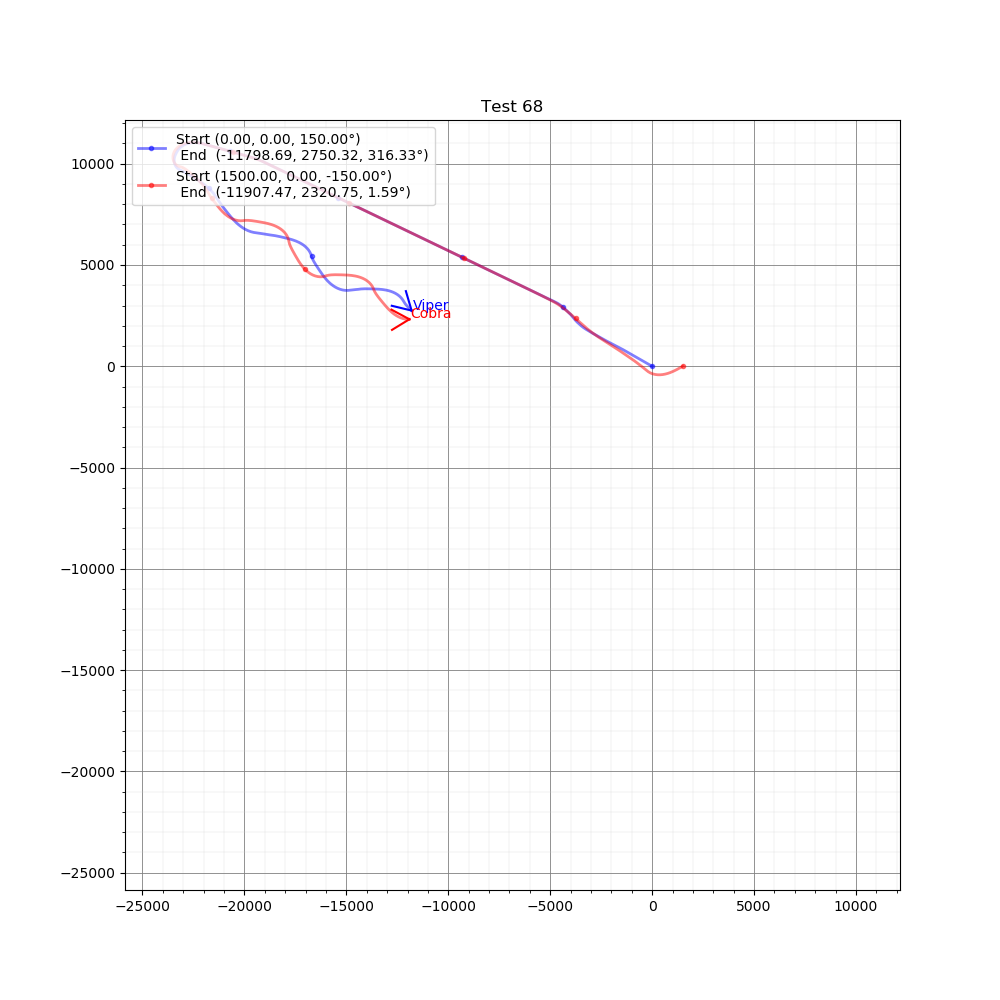 Test 68
Start (0.00, 0.00, 150.00°)
End  (-11798.69, 2750.32, 316.33°)
Start (1500.00, 0.00, -150.00°)
End  (-11907.47, 2320.75, 1.59°)
10000
5000
0
−5000
−10000
−15000
−20000
−25000
Viper
Cobra
−25000
−20000
−15000
−10000
−5000
0
5000
10000